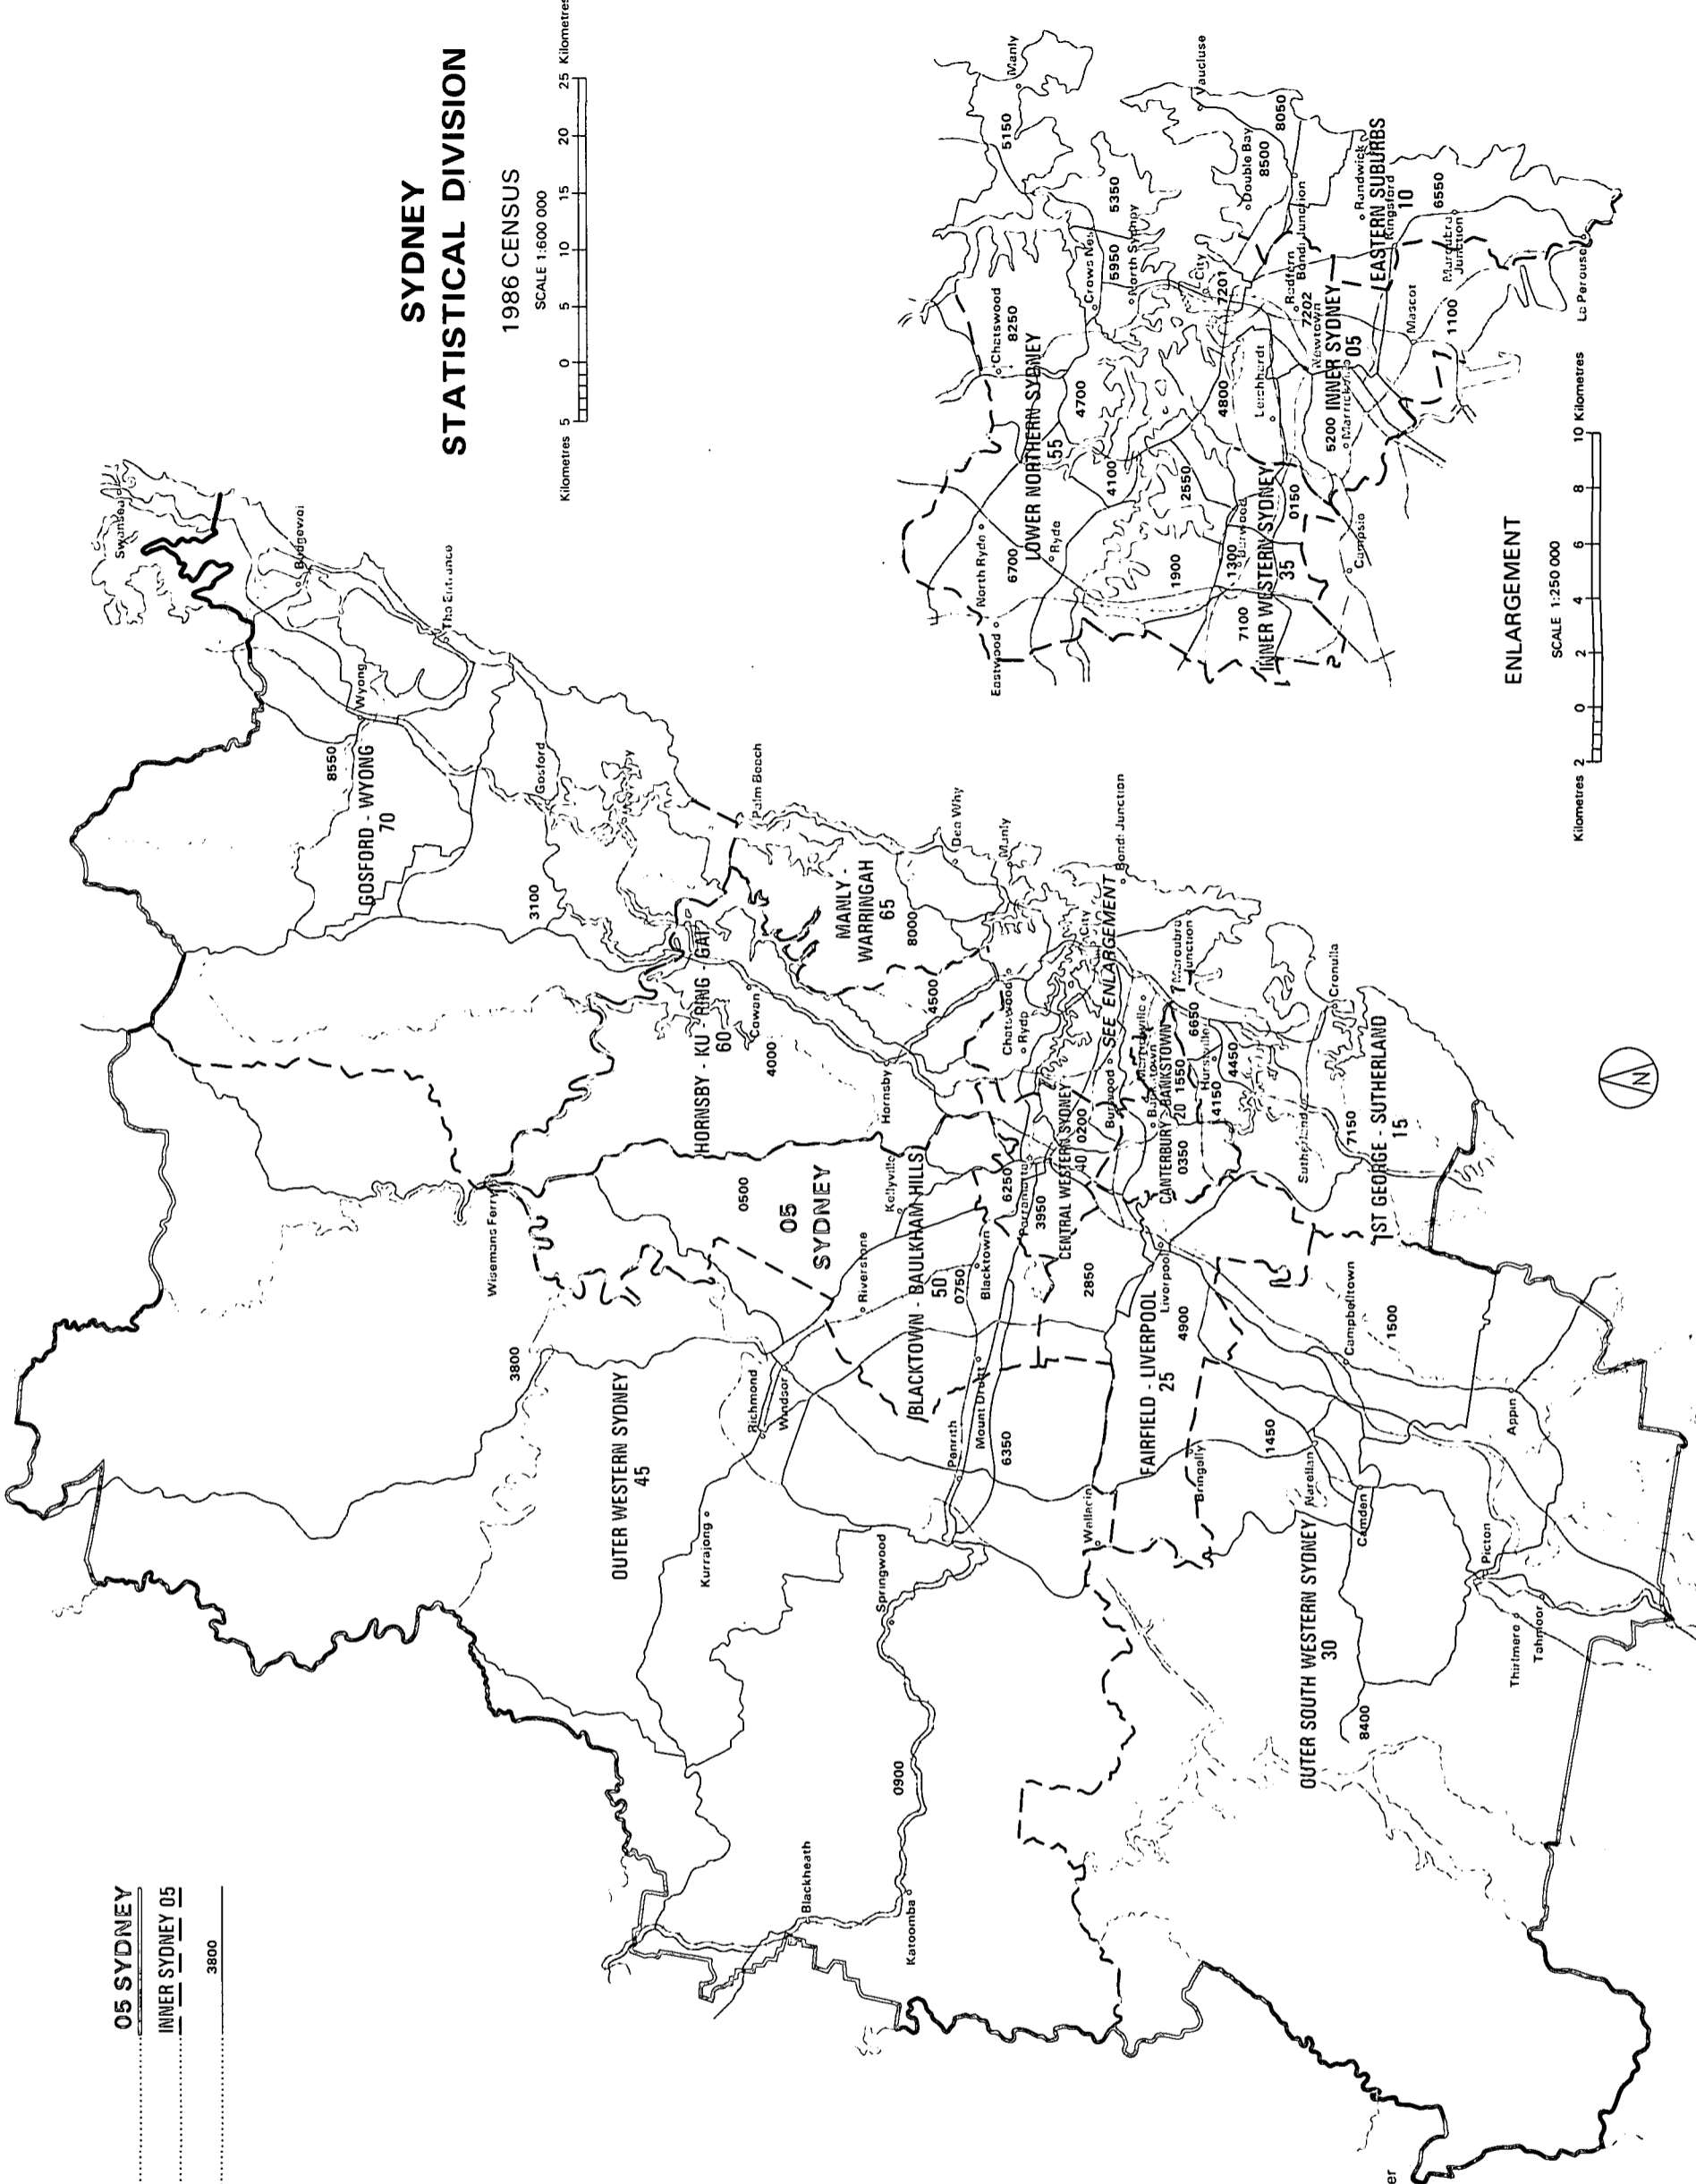 SYDNEY
STATISTICAL DIVISION
1986 CENSUS
SCALE 1:600 000
Kilometres 5 0 5 10 15 20 25 Kilometres
05 SYDNEY
INNER SYDNEY 05
3800
Swansea
Budgewoi
The Entrance
Wyong
8550
GOSFORD - WYONG
70
Gosford
3100
Palm Beach
Dee Why
Manly
MANLY -
WARRINGAH
65
8000
Bondi Junction
City
SEE ENLARGEMENT
Maroubra
Junction
Cronulla
HORNSBY - KU - RING - GAI
60
Cowan
4000
4500
Hornsby
Chatswood
Ryde
Burwood
Hurstville
6650
4450
14150
CANTERBURY - BANKSTOWN
20 1550
0350
Sutherland
7150
1ST GEORGE - SUTHERLAND
15
Wisemans Ferry
0500
05
SYDNEY
Kellyville
Riverstone
BLACKTOWN - BAULKHAM HILLS
50
0750
Blacktown
6250
Parramatta
3950
CENTRAL WESTERN SYDNEY
40 0200
2850
FAIRFIELD - LIVERPOOL
25
Liverpool
4900
Campbelltown
1500
3800
OUTER WESTERN SYDNEY
45
Richmond
Windsor
Kurrajong
Penrith
Mount Druitt
6350
Springwood
Wallacia
Bringelly
1450
Narellan
Camden
Appin
Picton
Thirlmere
Tahmoor
OUTER SOUTH WESTERN SYDNEY
30
8400
0900
Blackheath
Katoomba
er
N
Manly
5150
Vaucluse
8050
Double Bay
8500
5350
Chatswood
8250
Crows Nest
5950
North Sydney
LOWER NORTHERN SYDNEY
55
4700
4100
City
7201
Redfern
Bondi Junction
7202
Newtown
Randwick
Kingsford
EASTERN SUBURBS
10
6550
Maroubra
Junction
Mascot
1100
La Perouse
INNER SYDNEY
05
5200
Marrickville
Leichhardt
4800
North Ryde
6700
Ryde
Eastwood
2550
1900
1300
Burwood
0150
INNER WESTERN SYDNEY
35
7100
Campsie
ENLARGEMENT
SCALE 1:250 000
Kilometres 2 0 2 4 6 8 10 Kilometres